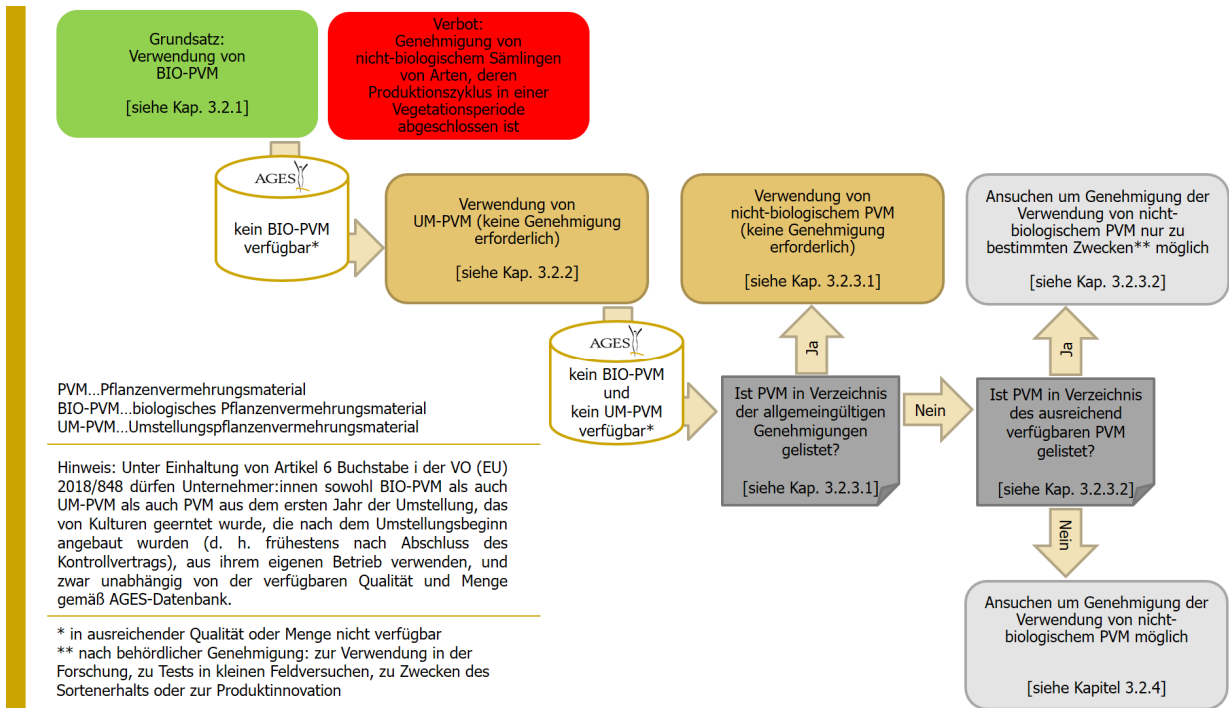 Grundsatz:
Verwendung von
BIO-PVM
[siehe Kap. 3.2.1]
Verbot:
Genehmigung von
nicht-biologischem Sämlingen
von Arten, deren
Produktionszyklus in einer
Vegetationsperiode
abgeschlossen ist
AGES
kein BIO-PVM
verfügbar*
Verwendung von
UM-PVM (keine Genehmigung
erforderlich)
[siehe Kap. 3.2.2]
Verwendung von
nicht-biologischem PVM
(keine Genehmigung
erforderlich)
[siehe Kap. 3.2.3.1]
Ansuchen um Genehmigung der
Verwendung von nicht-
biologischem PVM nur zu
bestimmten Zwecken** möglich
[siehe Kap. 3.2.3.2]
AGES
kein BIO-PVM
und
kein UM-PVM
verfügbar*
Ja
Ja
Ist PVM in Verzeichnis
der allgemeingültigen
Genehmigungen
gelistet?
[siehe Kap. 3.2.3.1]
Nein
Ist PVM in Verzeichnis
des ausreichend
verfügbaren PVM
gelistet?
[siehe Kap. 3.2.3.2]
Nein
Ansuchen um Genehmigung der
Verwendung von nicht-
biologischem PVM möglich
[siehe Kapitel 3.2.4]
PVM...Pflanzenvermehrungsmaterial
BIO-PVM...biologisches Pflanzenvermehrungsmaterial
UM-PVM...Umstellungspflanzenvermehrungsmaterial
Hinweis: Unter Einhaltung von Artikel 6 Buchstabe i der VO (EU)
2018/848 dürfen Unternehmer:innen sowohl BIO-PVM als auch
UM-PVM als auch PVM aus dem ersten Jahr der Umstellung, das
von Kulturen geerntet wurde, die nach dem Umstellungsbeginn
angebaut wurden (d. h. frühestens nach Abschluss des
Kontrollvertrags), aus ihrem eigenen Betrieb verwenden, und
zwar unabhängig von der verfügbaren Qualität und Menge
gemäß AGES-Datenbank.
* in ausreichender Qualität oder Menge nicht verfügbar
** nach behördlicher Genehmigung: zur Verwendung in der
Forschung, zu Tests in kleinen Feldversuchen, zu Zwecken des
Sortenerhalts oder zur Produktinnovation